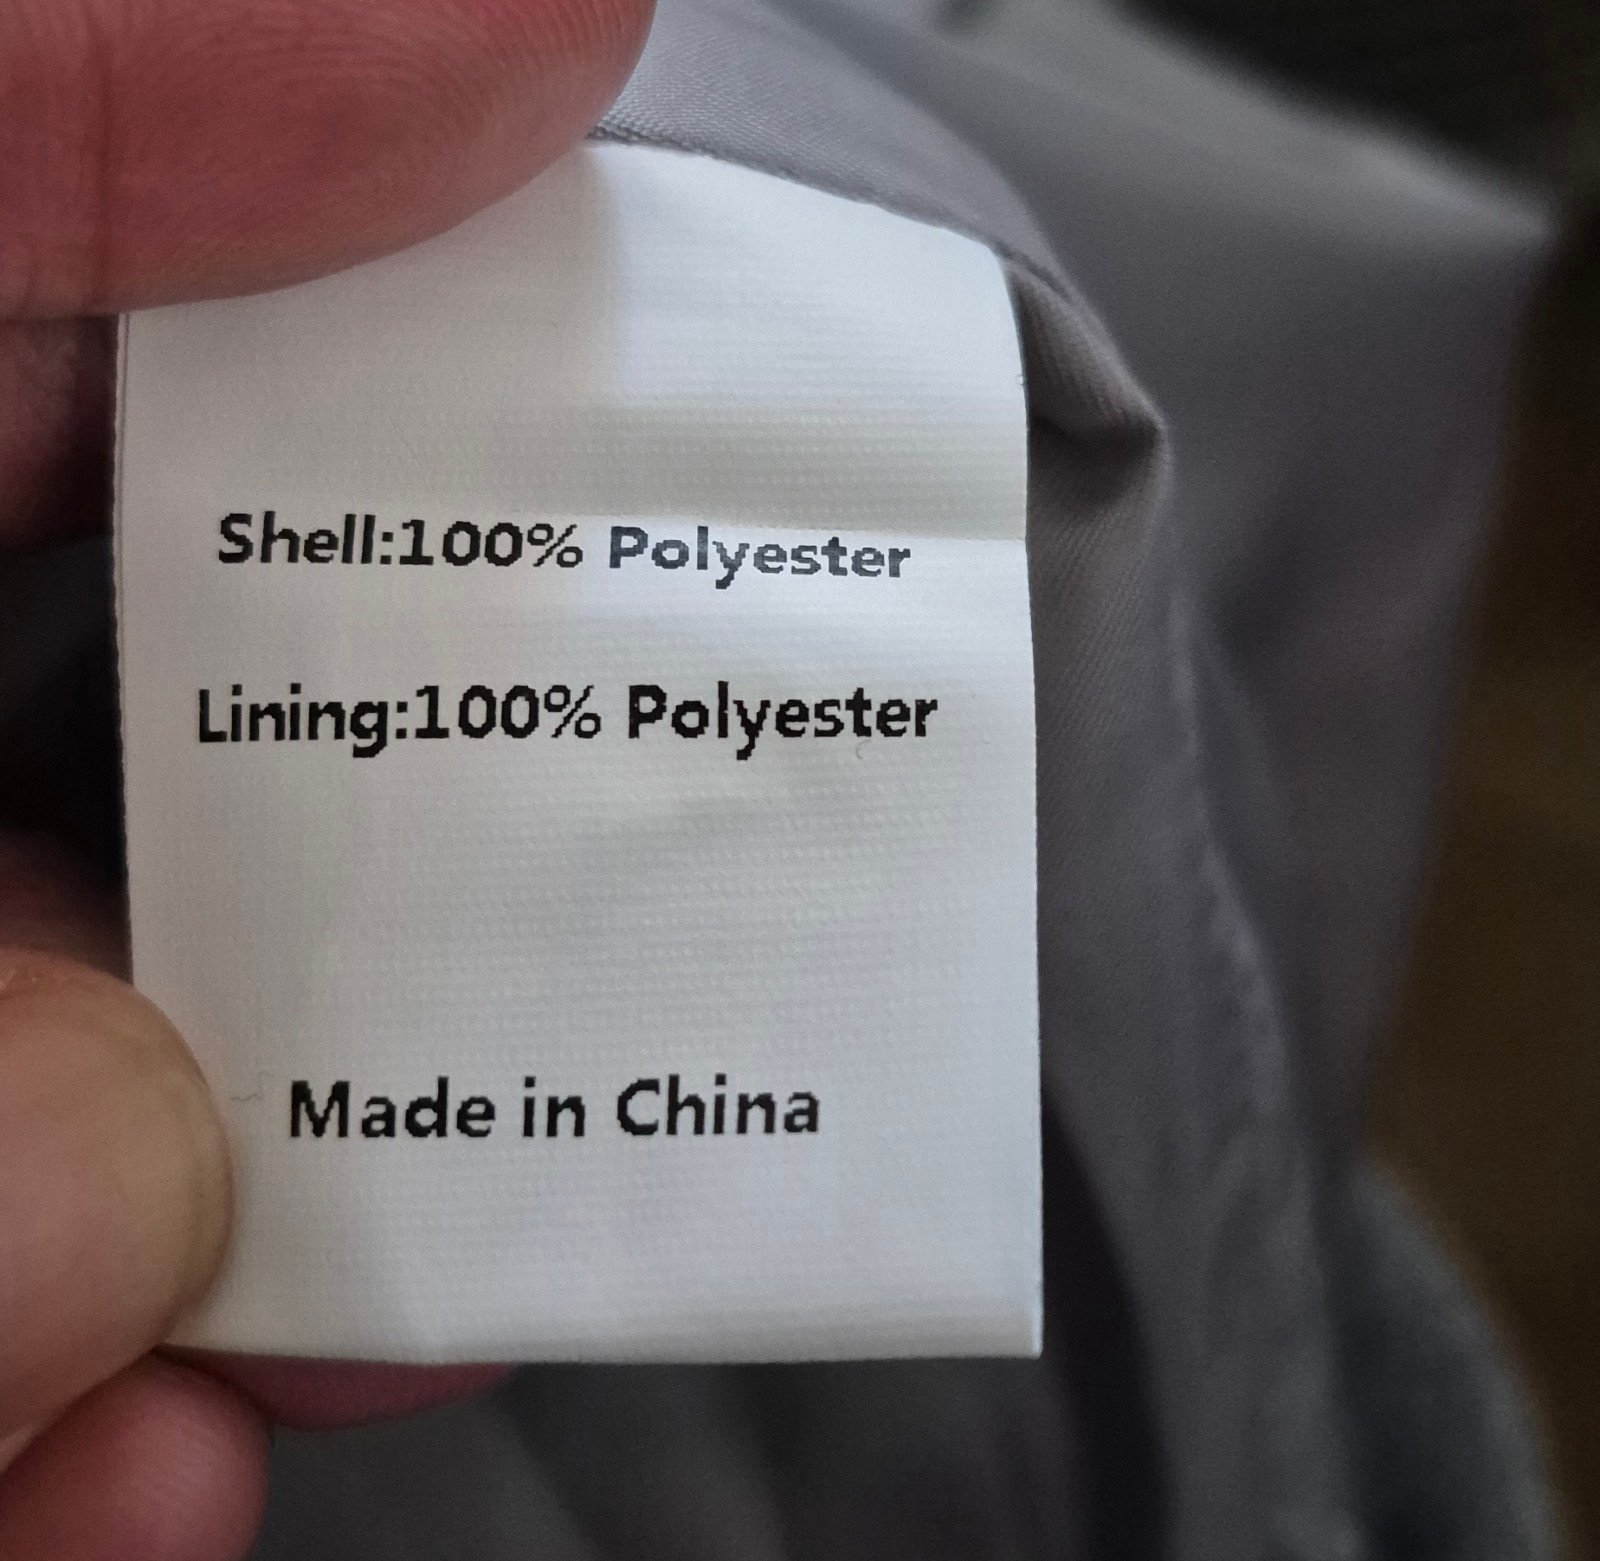 Shell:100% Polyester
Lining:100% Polyester
Made in China